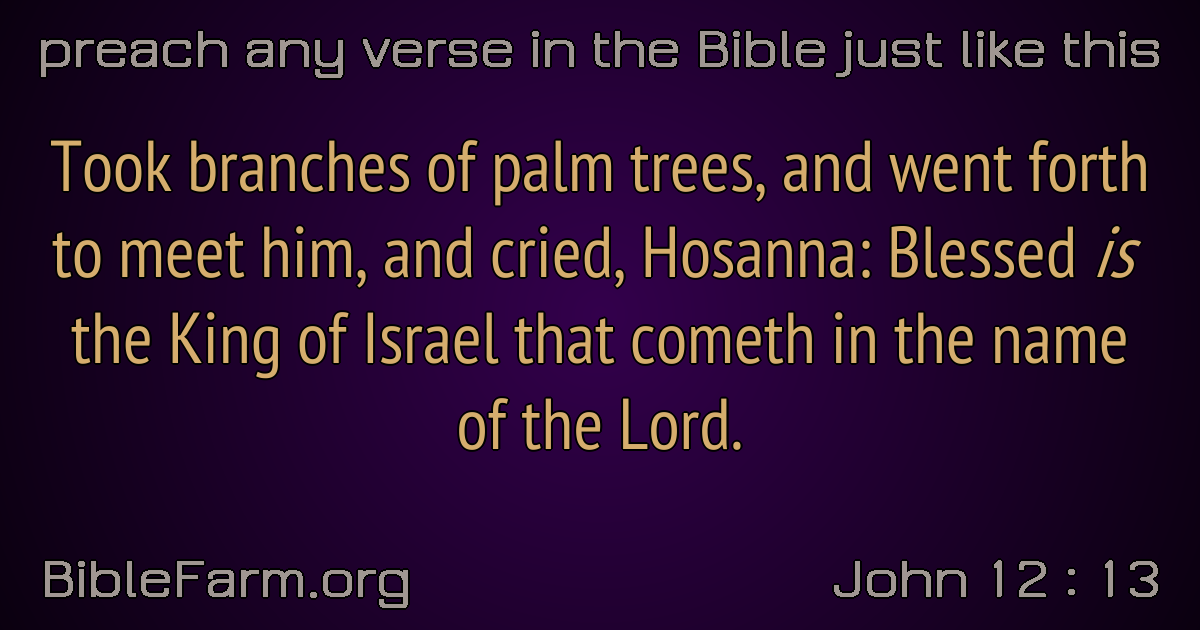 preach any verse in the Bible just like this
Took branches of palm trees, and went forth
to meet him, and cried, Hosanna: Blessed is
the King of Israel that cometh in the name
of the Lord.
BibleFarm.org
John 12 : 13